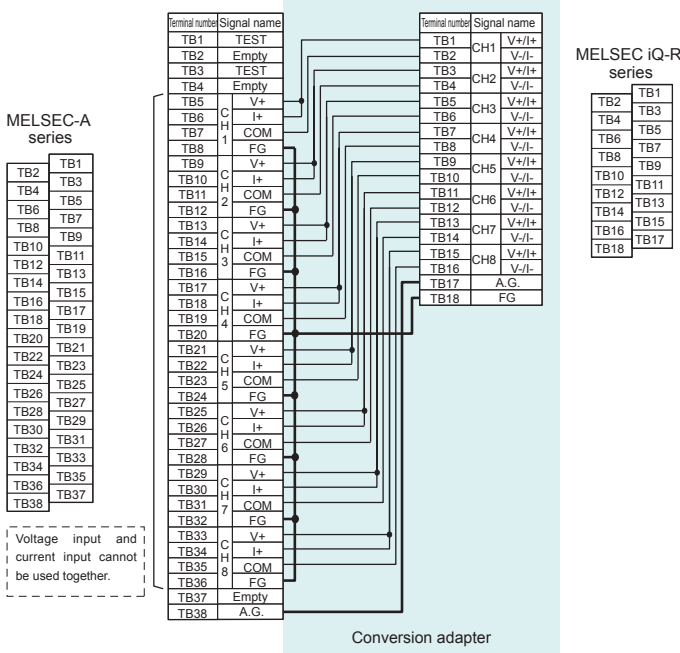 MELSEC-A
series
TB2
TB4
TB6
TB8
TB10
TB12
TB14
TB16
TB18
TB20
TB22
TB24
TB26
TB28
TB30
TB32
TB34
TB36
TB38
TB1
TB3
TB5
TB7
TB9
TB11
TB13
TB15
TB17
TB19
TB21
TB23
TB25
TB27
TB29
TB31
TB33
TB35
TB37
Voltage input and
current input cannot
be used together.
Terminal number Signal name
TB1 TEST
TB2 Empty
TB3 TEST
TB4 Empty
CH1
TB5 V+
TB6 I+
TB7 COM
TB8 FG
CH2
TB9 V+
TB10 I+
TB11 COM
TB12 FG
CH3
TB13 V+
TB14 I+
TB15 COM
TB16 FG
CH4
TB17 V+
TB18 I+
TB19 COM
TB20 FG
CH5
TB21 V+
TB22 I+
TB23 COM
TB24 FG
CH6
TB25 V+
TB26 I+
TB27 COM
TB28 FG
CH7
TB29 V+
TB30 I+
TB31 COM
TB32 FG
CH8
TB33 V+
TB34 I+
TB35 COM
TB36 FG
TB37 Empty
TB38 A.G.
Terminal number Signal name
CH1
TB1 V+/I+
TB2 V-/I-
CH2
TB3 V+/I+
TB4 V-/I-
CH3
TB5 V+/I+
TB6 V-/I-
CH4
TB7 V+/I+
TB8 V-/I-
CH5
TB9 V+/I+
TB10 V-/I-
CH6
TB11 V+/I+
TB12 V-/I-
CH7
TB13 V+/I+
TB14 V-/I-
CH8
TB15 V+/I+
TB16 V-/I-
TB17 A.G.
TB18 FG
Conversion adapter
MELSEC iQ-R
series
TB2
TB4
TB6
TB8
TB10
TB12
TB14
TB16
TB18
TB1
TB3
TB5
TB7
TB9
TB11
TB13
TB15
TB17